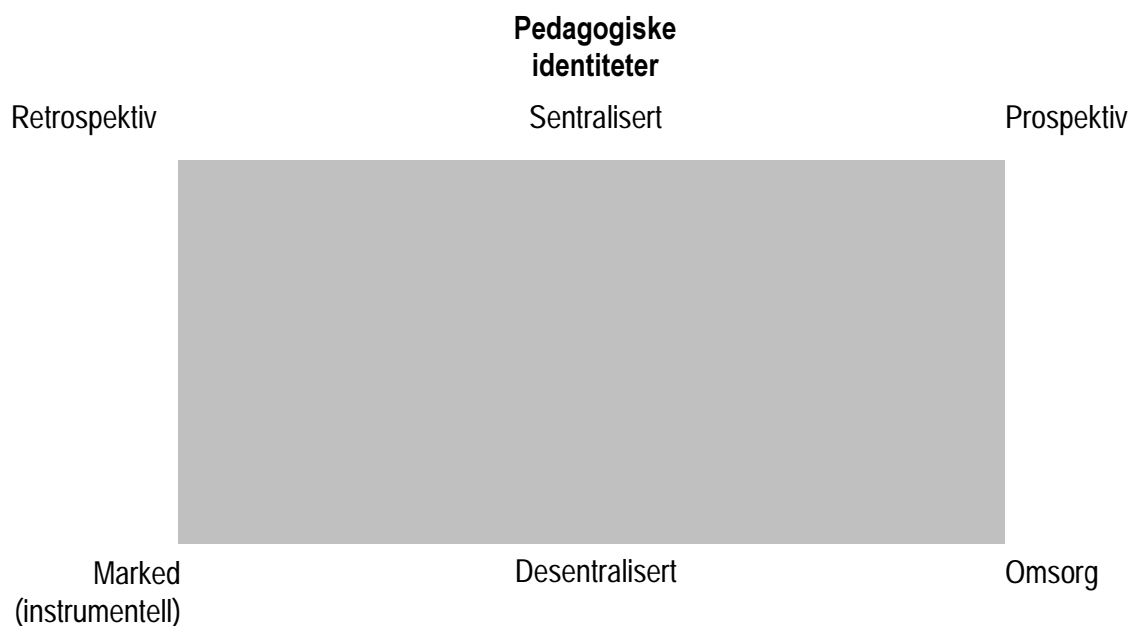 Pedagogiske
identiteter
Retrospektiv Sentralisert Prospektiv
Marked Desentralisert Omsorg
(instrumentell)